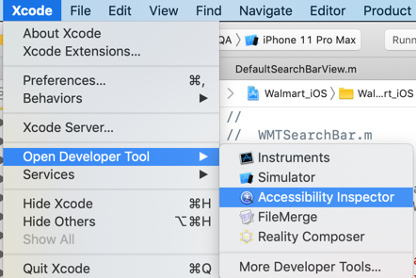 Xcode File Edit View Find Navigate Editor Product
About Xcode
Xcode Extensions...
Preferences... ⌘,
Behaviors ▶
Xcode Server...
Open Developer Tool ▶
Services ▶
Hide Xcode ⌘H
Hide Others ⌥⌘H
Show All
Quit Xcode ⌘Q
QA 〉 iPhone 11 Pro Max
DefaultSearchBarView.m
Walmart_iOS 〉 Wal...rt_iOS
//
// WMTSearchBar.m
Instruments
Simulator
Accessibility Inspector
FileMerge
Reality Composer
More Developer Tools...